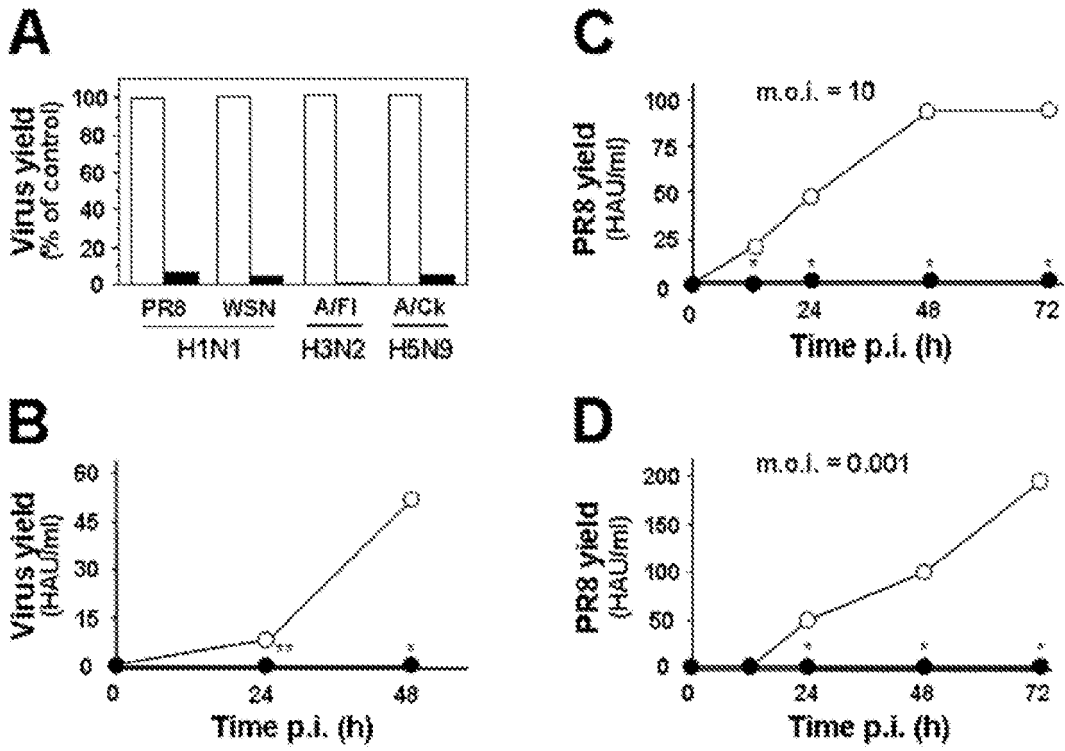 A
Virus yield
(% of control)
100
80
60
40
20
0
PR8 WSN A/Fl A/Ck
H1N1 H3N2 H5N9
B
Virus yield
(HAU/ml)
60
45
30
15
0
** *
0 24 48
Time p.i. (h)
C
m.o.i. = 10
PR8 yield
(HAU/ml)
100
75
50
25
0
* * * *
0 24 48 72
Time p.i. (h)
D
m.o.i. = 0.001
PR8 yield
(HAU/ml)
200
150
100
50
0
* * *
0 24 48 72
Time p.i. (h)